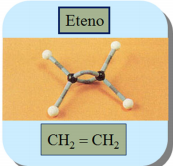 Eteno
CH₂ = CH₂